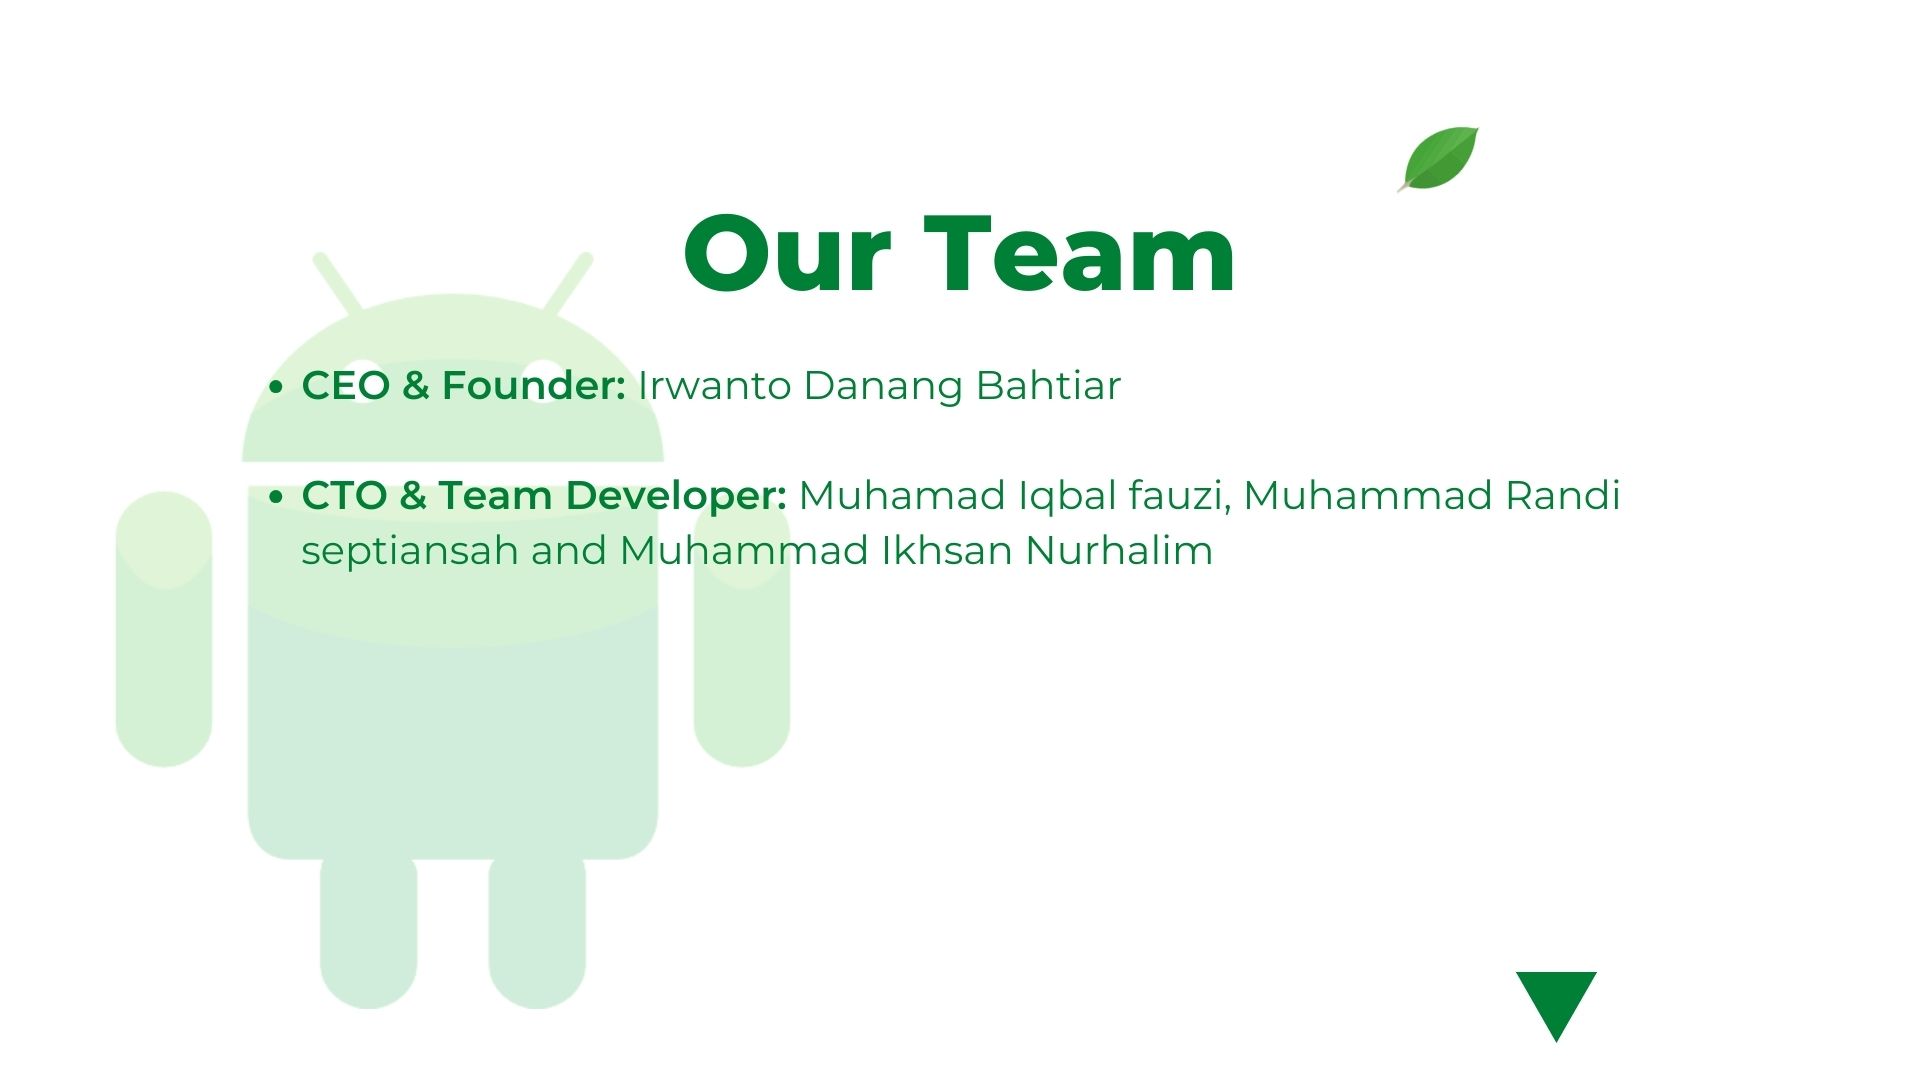 Our Team
• CEO & Founder: Irwanto Danang Bahtiar
• CTO & Team Developer: Muhamad Iqbal fauzi, Muhammad Randi
septiansah and Muhammad Ikhsan Nurhalim